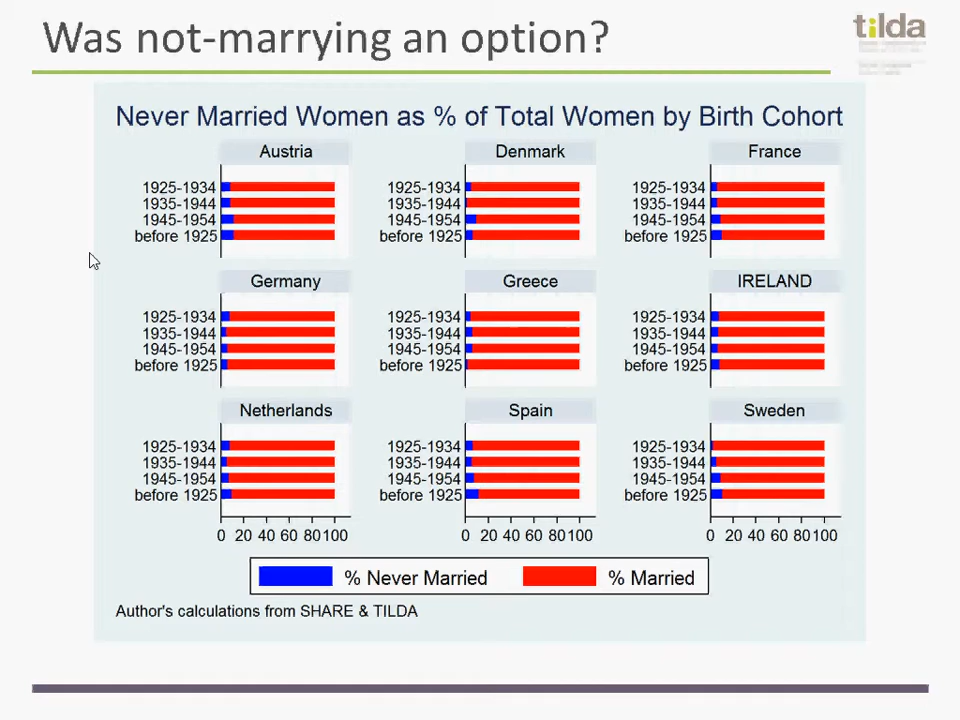 Was not-marrying an option?
tilda
Never Married Women as % of Total Women by Birth Cohort
Austria
1925-1934
1935-1944
1945-1954
before 1925
Denmark
1925-1934
1935-1944
1945-1954
before 1925
France
1925-1934
1935-1944
1945-1954
before 1925
Germany
1925-1934
1935-1944
1945-1954
before 1925
Greece
1925-1934
1935-1944
1945-1954
before 1925
IRELAND
1925-1934
1935-1944
1945-1954
before 1925
Netherlands
1925-1934
1935-1944
1945-1954
before 1925
0 20 40 60 80 100
Spain
1925-1934
1935-1944
1945-1954
before 1925
0 20 40 60 80 100
Sweden
1925-1934
1935-1944
1945-1954
before 1925
0 20 40 60 80 100
% Never Married % Married
Author's calculations from SHARE & TILDA